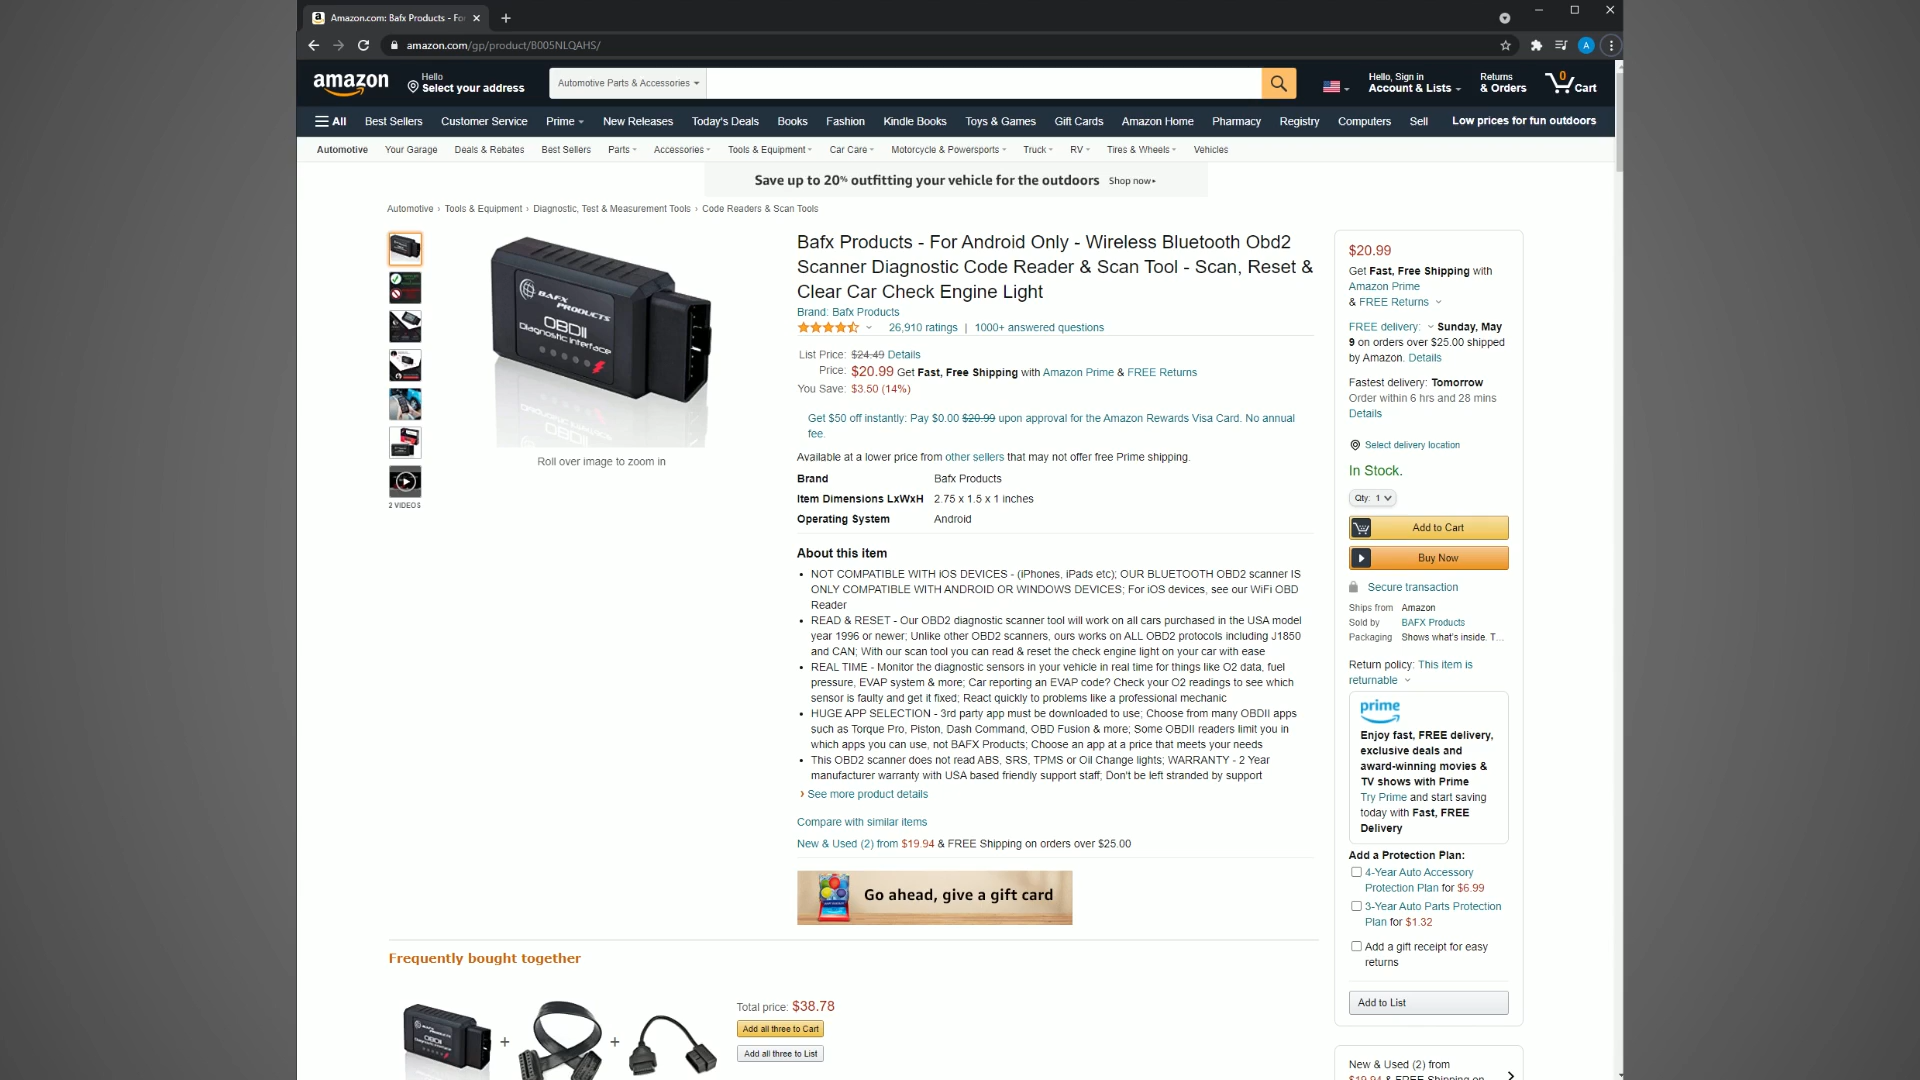 Amazon.com: Bafx Products - Fo
amazon.com/gp/product/B005NLQAHS/
A
amazon
Hello
Select your address
Automotive Parts & Accessories
Hello, Sign in
Account & Lists
Returns
& Orders
0
Cart
All
Best Sellers
Customer Service
Prime
New Releases
Today's Deals
Books
Fashion
Kindle Books
Toys & Games
Gift Cards
Amazon Home
Pharmacy
Registry
Computers
Sell
Low prices for fun outdoors
Automotive
Your Garage
Deals & Rebates
Best Sellers
Parts
Accessories
Tools & Equipment
Car Care
Motorcycle & Powersports
Truck
RV
Tires & Wheels
Vehicles
Save up to 20% outfitting your vehicle for the outdoors Shop now
Automotive › Tools & Equipment › Diagnostic, Test & Measurement Tools › Code Readers & Scan Tools
2 VIDEOS
BAFX
PRODUCTS
OBDII
Diagnostic Interface
Roll over image to zoom in
Bafx Products - For Android Only - Wireless Bluetooth Obd2
Scanner Diagnostic Code Reader & Scan Tool - Scan, Reset &
Clear Car Check Engine Light
Brand: Bafx Products
26,910 ratings | 1000+ answered questions
List Price: $24.49 Details
Price: $20.99 Get Fast, Free Shipping with Amazon Prime & FREE Returns
You Save: $3.50 (14%)
Get $50 off instantly: Pay $0.00 $20.99 upon approval for the Amazon Rewards Visa Card. No annual
fee.
Available at a lower price from other sellers that may not offer free Prime shipping.
Brand Bafx Products
Item Dimensions LxWxH 2.75 x 1.5 x 1 inches
Operating System Android
About this item
• NOT COMPATIBLE WITH iOS DEVICES - (iPhones, iPads etc); OUR BLUETOOTH OBD2 scanner IS
ONLY COMPATIBLE WITH ANDROID OR WINDOWS DEVICES; For iOS devices, see our WiFi OBD
Reader
• READ & RESET - Our OBD2 diagnostic scanner tool will work on all cars purchased in the USA model
year 1996 or newer; Unlike other OBD2 scanners, ours works on ALL OBD2 protocols including J1850
and CAN; With our scan tool you can read & reset the check engine light on your car with ease
• REAL TIME - Monitor the diagnostic sensors in your vehicle in real time for things like O2 data, fuel
pressure, EVAP system & more; Car reporting an EVAP code? Check your O2 readings to see which
sensor is faulty and get it fixed; React quickly to problems like a professional mechanic
• HUGE APP SELECTION - 3rd party app must be downloaded to use; Choose from many OBDII apps
such as Torque Pro, Piston, Dash Command, OBD Fusion & more; Some OBDII readers limit you in
which apps you can use, not BAFX Products; Choose an app at a price that meets your needs
• This OBD2 scanner does not read ABS, SRS, TPMS or Oil Change lights; WARRANTY - 2 Year
manufacturer warranty with USA based friendly support staff; Don't be left stranded by support
› See more product details
Compare with similar items
New & Used (2) from $19.94 & FREE Shipping on orders over $25.00
Go ahead, give a gift card
$20.99
Get Fast, Free Shipping with
Amazon Prime
& FREE Returns
FREE delivery: Sunday, May
9 on orders over $25.00 shipped
by Amazon. Details
Fastest delivery: Tomorrow
Order within 6 hrs and 28 mins
Details
Select delivery location
In Stock.
Qty: 1
Add to Cart
Buy Now
Secure transaction
Ships from Amazon
Sold by BAFX Products
Packaging Shows what's inside. T...
Return policy: This item is
returnable
prime
Enjoy fast, FREE delivery,
exclusive deals and
award-winning movies &
TV shows with Prime
Try Prime and start saving
today with Fast, FREE
Delivery
Add a Protection Plan:
4-Year Auto Accessory
Protection Plan for $6.99
3-Year Auto Parts Protection
Plan for $1.32
Add a gift receipt for easy
returns
Add to List
New & Used (2) from
$19.94 & FREE Shipping on
Frequently bought together
BAFX
PRODUCTS
OBDII
+
+
Total price: $38.78
Add all three to Cart
Add all three to List